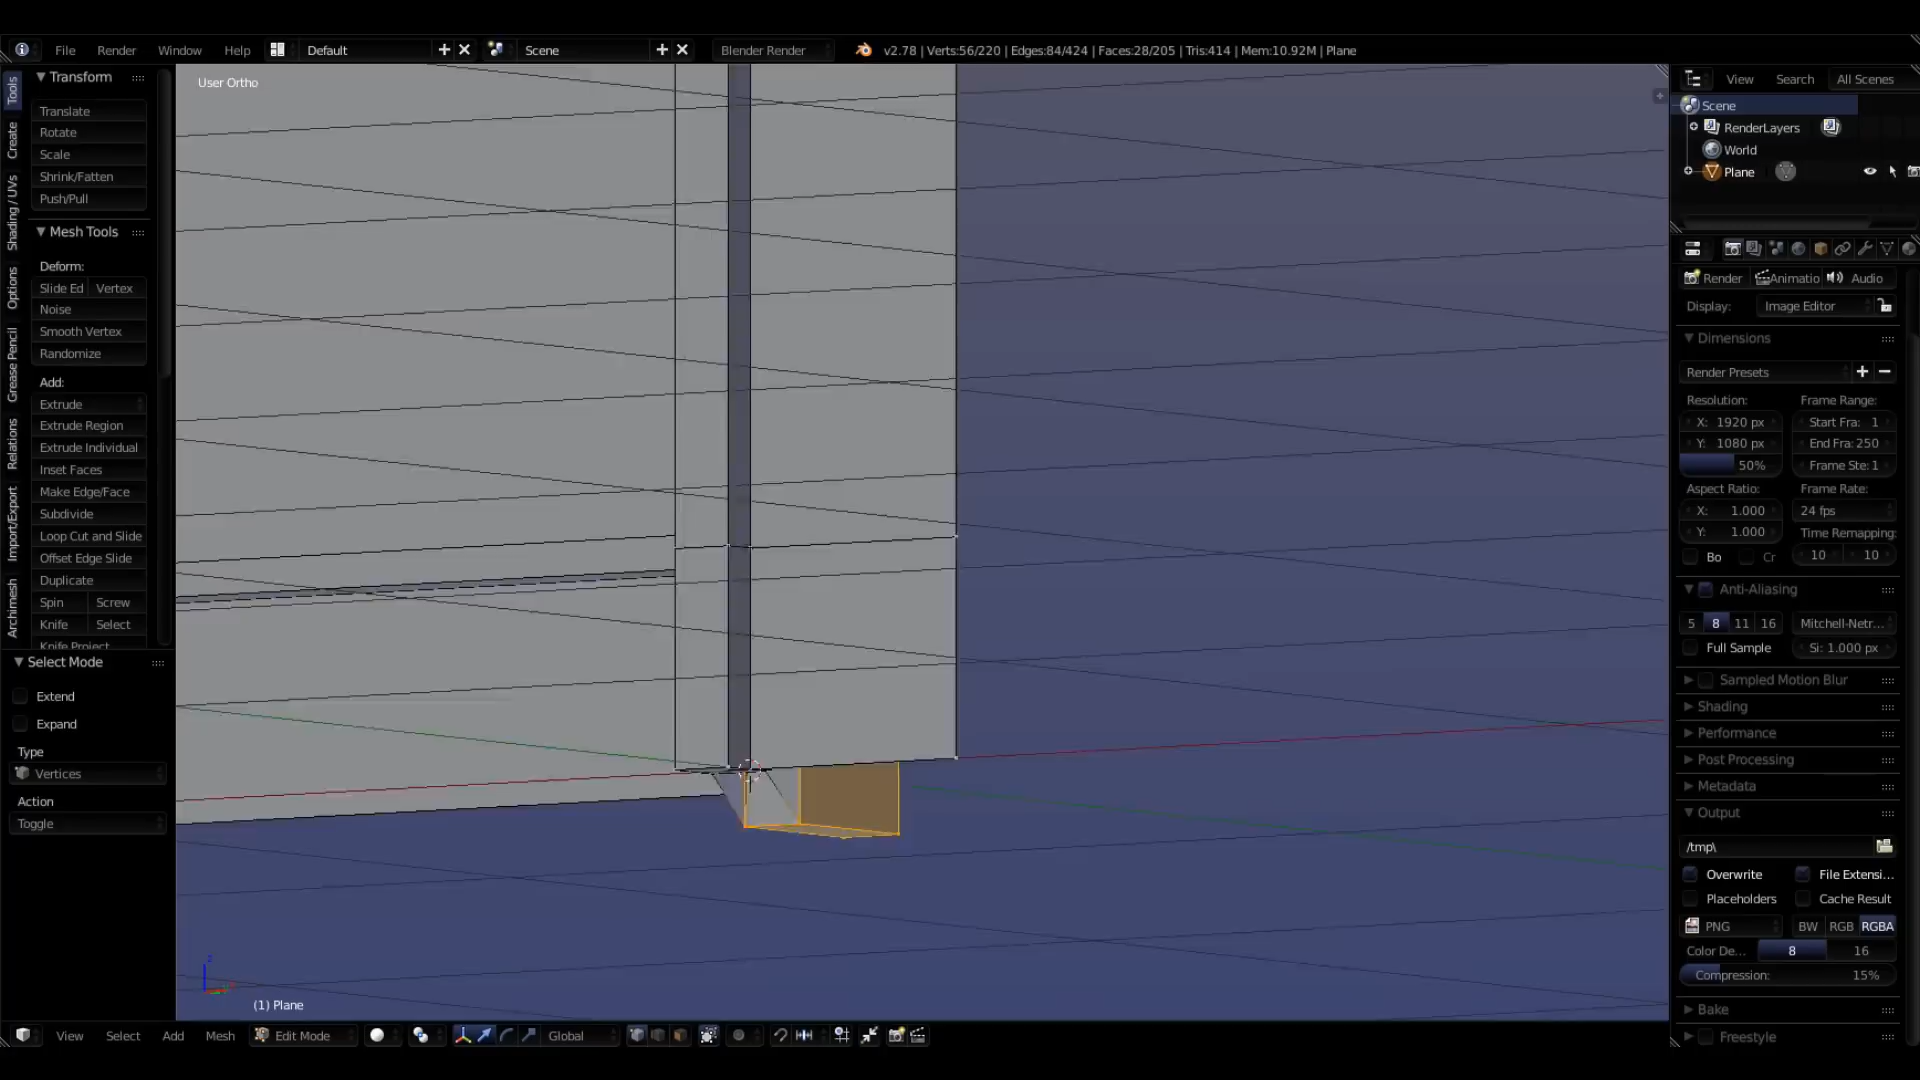 File Render Window Help Default Scene Blender Render v2.78 | Verts:56/220 | Edges:84/424 | Faces:28/205 | Tris:414 | Mem:10.92M | Plane
Tools
Create
Shading / UVs
Options
Grease Pencil
Relations
Import/Export
Archimesh
Transform
Translate
Rotate
Scale
Shrink/Fatten
Push/Pull
Mesh Tools
Deform:
Slide Ed Vertex
Noise
Smooth Vertex
Randomize
Add:
Extrude
Extrude Region
Extrude Individual
Inset Faces
Make Edge/Face
Subdivide
Loop Cut and Slide
Offset Edge Slide
Duplicate
Spin Screw
Knife Select
Knife Project
Select Mode
Extend
Expand
Type
Vertices
Action
Toggle
User Ortho
z
(1) Plane
View Select Add Mesh Edit Mode Global
View Search All Scenes
Scene
RenderLayers
World
Plane
Render Animatio Audio
Display: Image Editor
Dimensions
Render Presets
Resolution: Frame Range:
X: 1920 px Start Fra: 1
Y: 1080 px End Fra: 250
50% Frame Ste: 1
Aspect Ratio: Frame Rate:
X: 1.000 24 fps
Y: 1.000 Time Remapping:
Bo Cr 10 10
Anti-Aliasing
5 8 11 16 Mitchell-Netr...
Full Sample Si: 1.000 px
Sampled Motion Blur
Shading
Performance
Post Processing
Metadata
Output
/tmp\
Overwrite File Extensi...
Placeholders Cache Result
PNG BW RGB RGBA
Color De... 8 16
Compression: 15%
Bake
Freestyle